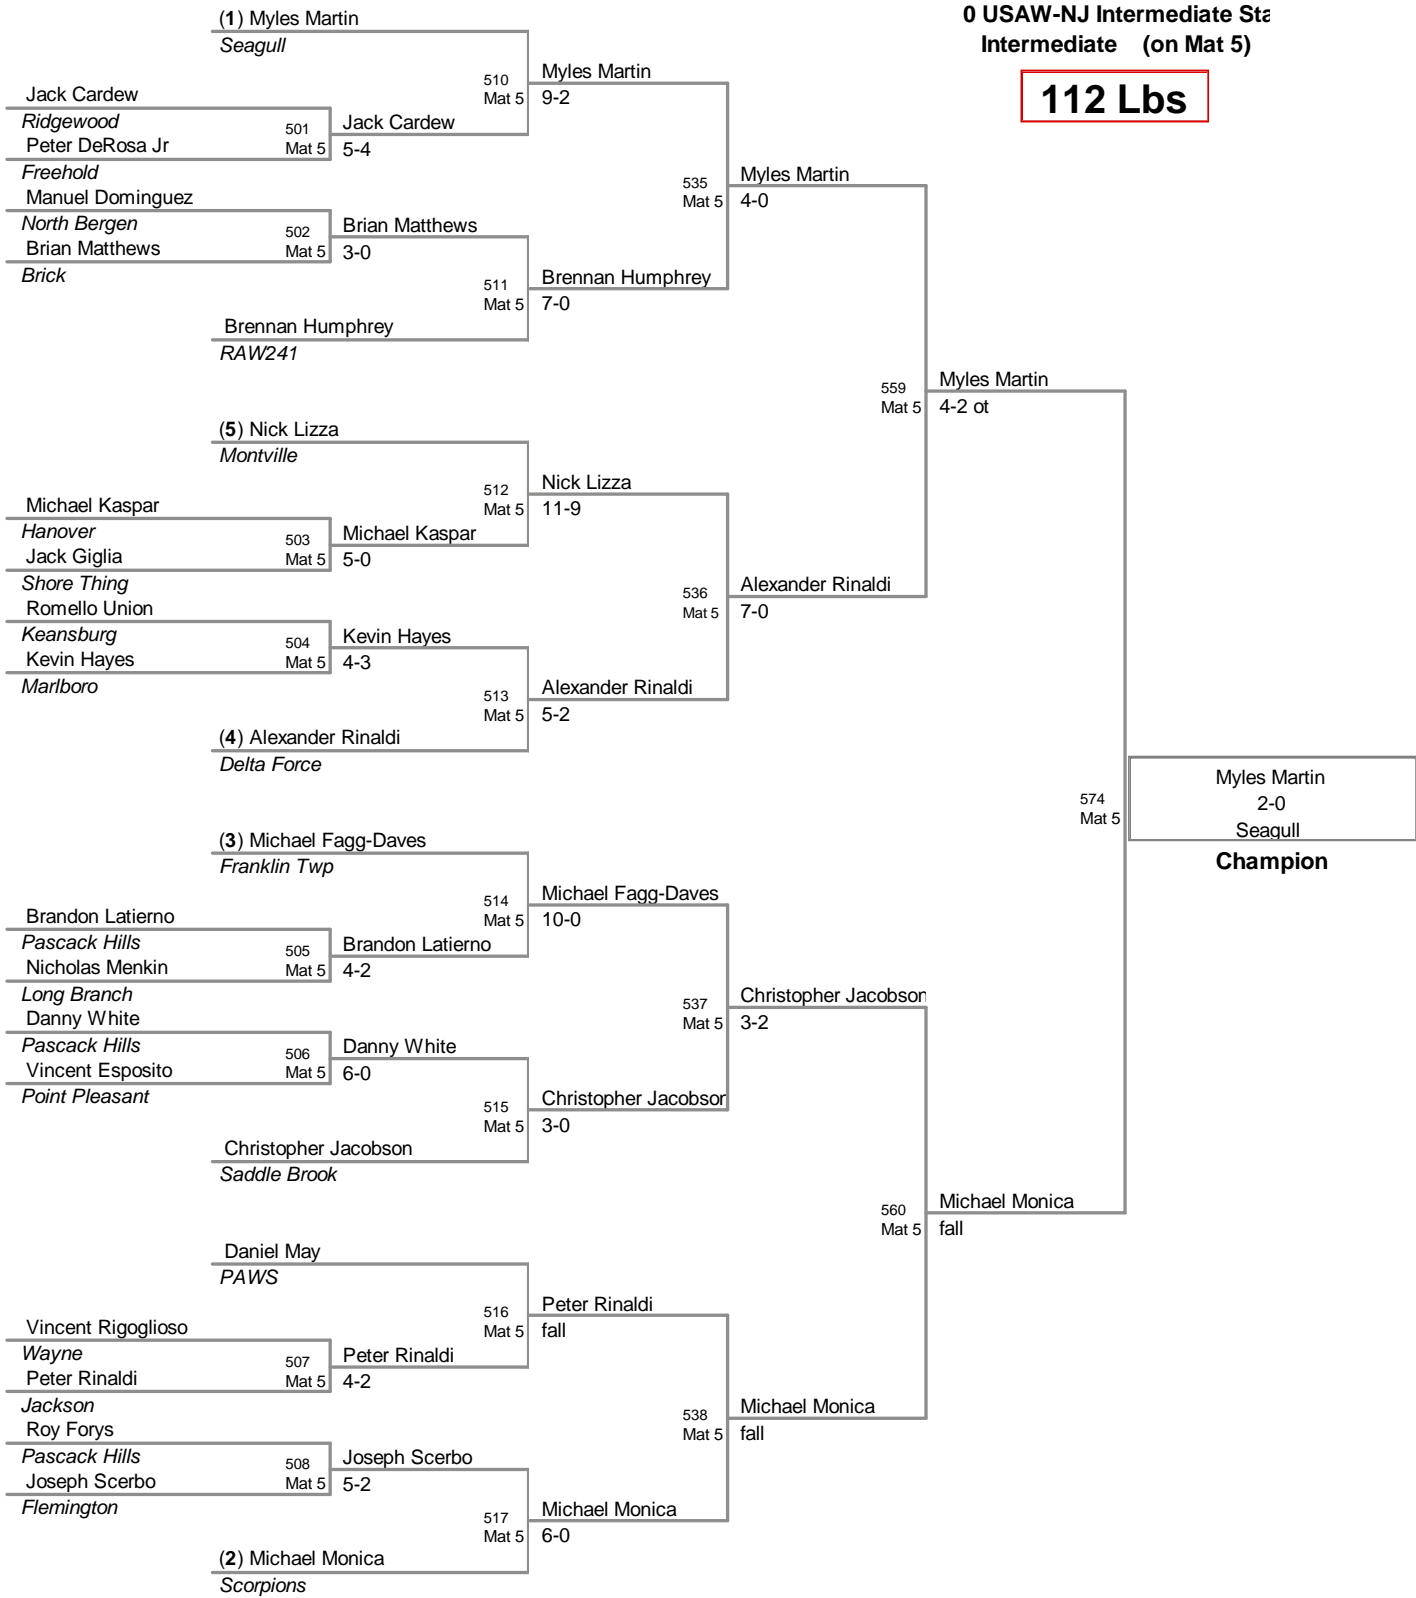 0 USAW-NJ Intermediate Sta
Intermediate (on Mat 5)
112 Lbs
(1) Myles Martin
Seagull
510
Mat 5
Myles Martin
9-2
Jack Cardew
Ridgewood
501
Mat 5
Jack Cardew
5-4
Peter DeRosa Jr
Freehold
535
Mat 5
Myles Martin
4-0
Manuel Dominguez
North Bergen
502
Mat 5
Brian Matthews
3-0
Brian Matthews
Brick
511
Mat 5
Brennan Humphrey
7-0
Brennan Humphrey
RAW241
559
Mat 5
Myles Martin
4-2 ot
(5) Nick Lizza
Montville
512
Mat 5
Nick Lizza
11-9
Michael Kaspar
Hanover
503
Mat 5
Michael Kaspar
5-0
Jack Giglia
Shore Thing
536
Mat 5
Alexander Rinaldi
7-0
Romello Union
Keansburg
504
Mat 5
Kevin Hayes
4-3
Kevin Hayes
Marlboro
513
Mat 5
Alexander Rinaldi
5-2
(4) Alexander Rinaldi
Delta Force
574
Mat 5
Myles Martin
2-0
Seagull
Champion
(3) Michael Fagg-Daves
Franklin Twp
514
Mat 5
Michael Fagg-Daves
10-0
Brandon Latierno
Pascack Hills
505
Mat 5
Brandon Latierno
4-2
Nicholas Menkin
Long Branch
537
Mat 5
Christopher Jacobson
3-2
Danny White
Pascack Hills
506
Mat 5
Danny White
6-0
Vincent Esposito
Point Pleasant
515
Mat 5
Christopher Jacobson
3-0
Christopher Jacobson
Saddle Brook
560
Mat 5
Michael Monica
fall
Daniel May
PAWS
516
Mat 5
Peter Rinaldi
fall
Vincent Rigoglioso
Wayne
507
Mat 5
Peter Rinaldi
4-2
Peter Rinaldi
Jackson
538
Mat 5
Michael Monica
fall
Roy Forys
Pascack Hills
508
Mat 5
Joseph Scerbo
5-2
Joseph Scerbo
Flemington
517
Mat 5
Michael Monica
6-0
(2) Michael Monica
Scorpions